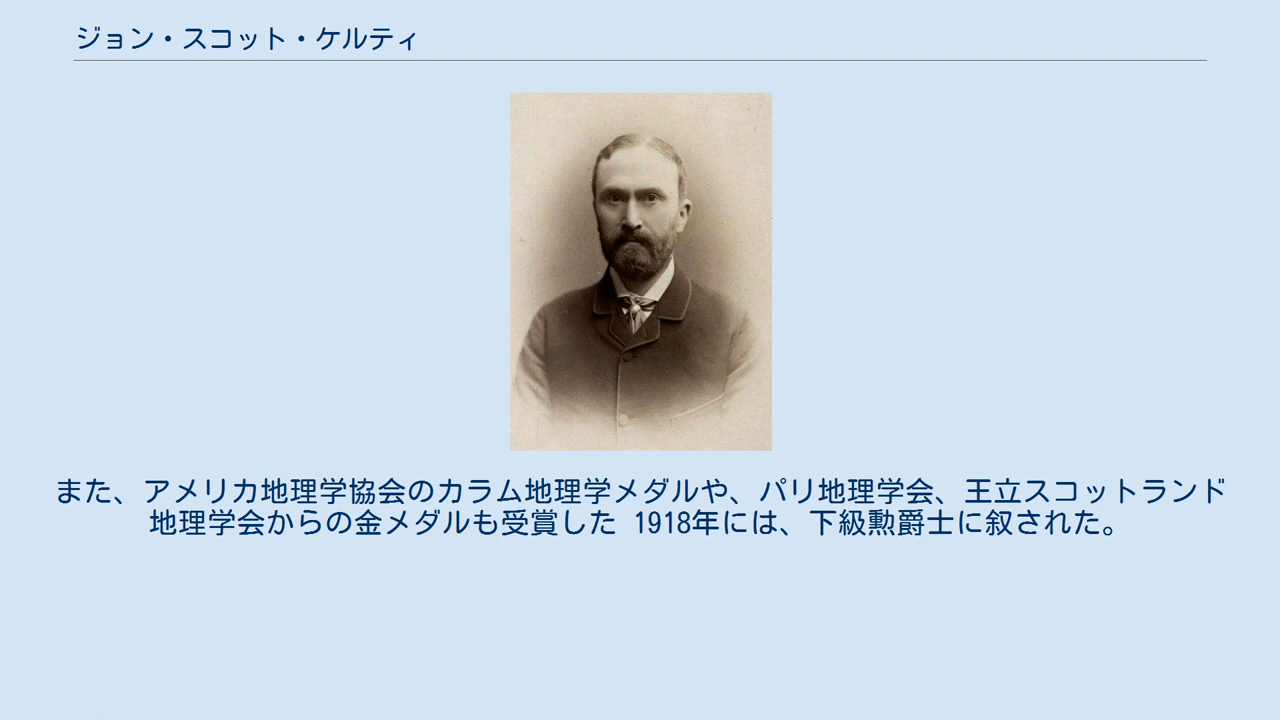 ジョン・スコット・ケルティ
また、アメリカ地理学協会のカラム地理学メダルや、パリ地理学会、王立スコットランド
地理学会からの金メダルも受賞した 1918年には、下級勲爵士に叙された。